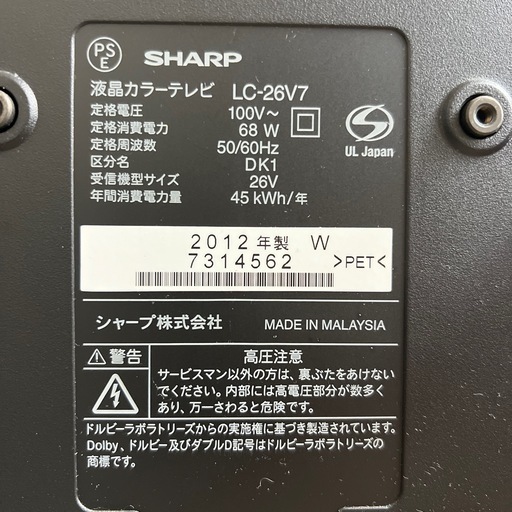 PS
E
SHARP
液晶カラーテレビ LC-26V7
定格電圧 100V～
定格消費電力 68 W
定格周波数 50/60Hz
区分名 DK1
受信機型サイズ 26V
年間消費電力量 45 kWh/年
S
UL Japan
2012 年製 W
7314562 >PET<
シャープ株式会社 MADE IN MALAYSIA
警告 高圧注意
サービスマン以外の方は、裏ぶたをあけない
でください。内部には高電圧部分が数多く
あり、万一さわると危険です。
ドルビーラボラトリーズからの実施権に基づき製造されています。
Dolby、ドルビー及びダブルD記号はドルビーラボラトリーズの
商標です。